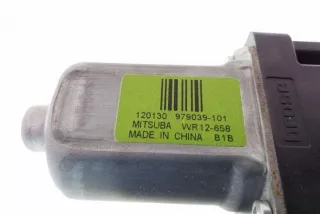 120130 979039-101
MITSUBA WR12-658
MADE IN CHINA B1B